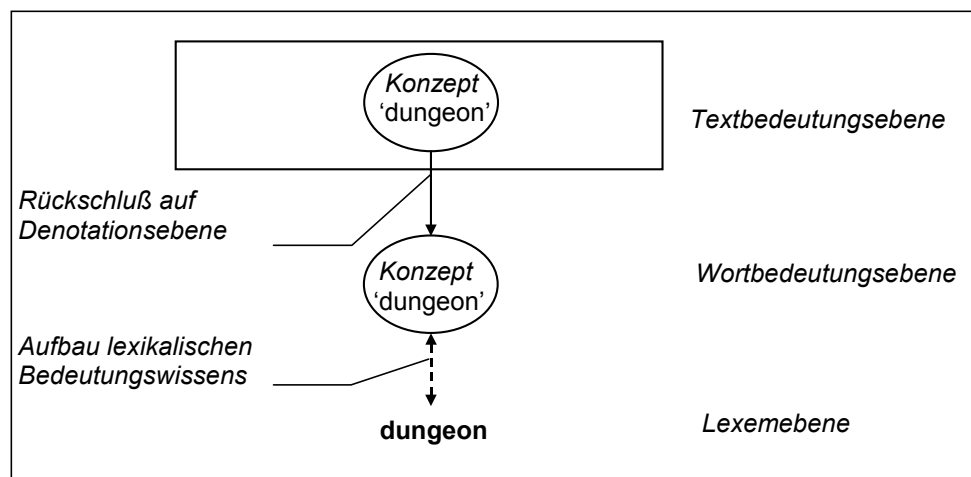 Konzept
‘dungeon’
Textbedeutungsebene
Rückschluß auf
Denotationsebene
Konzept
‘dungeon’
Wortbedeutungsebene
Aufbau lexikalischen
Bedeutungswissens
dungeon
Lexemebene